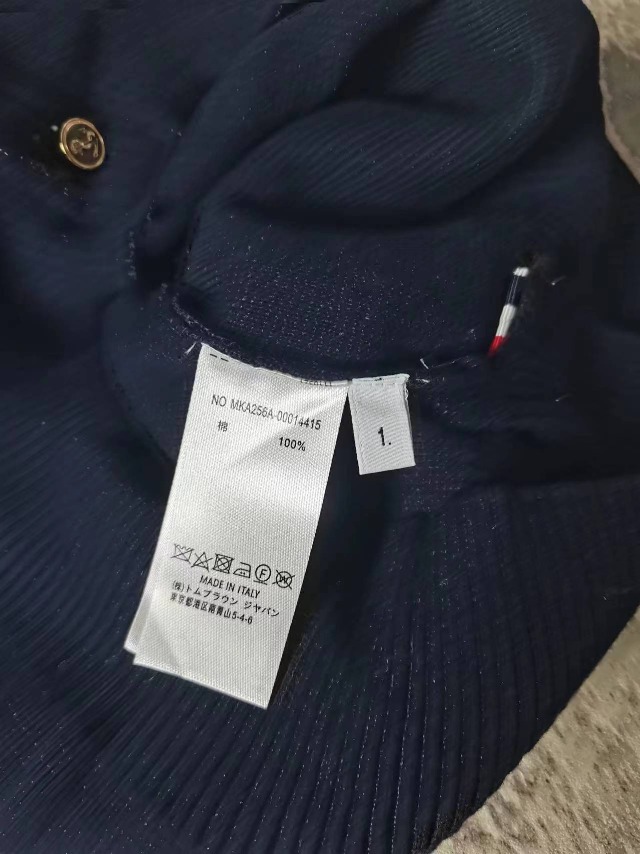 NO MKA256A-00014415
棉
100%
1.
MADE IN ITALY
(株)トムブラウン ジャパン
東京都港区南青山5-4-6